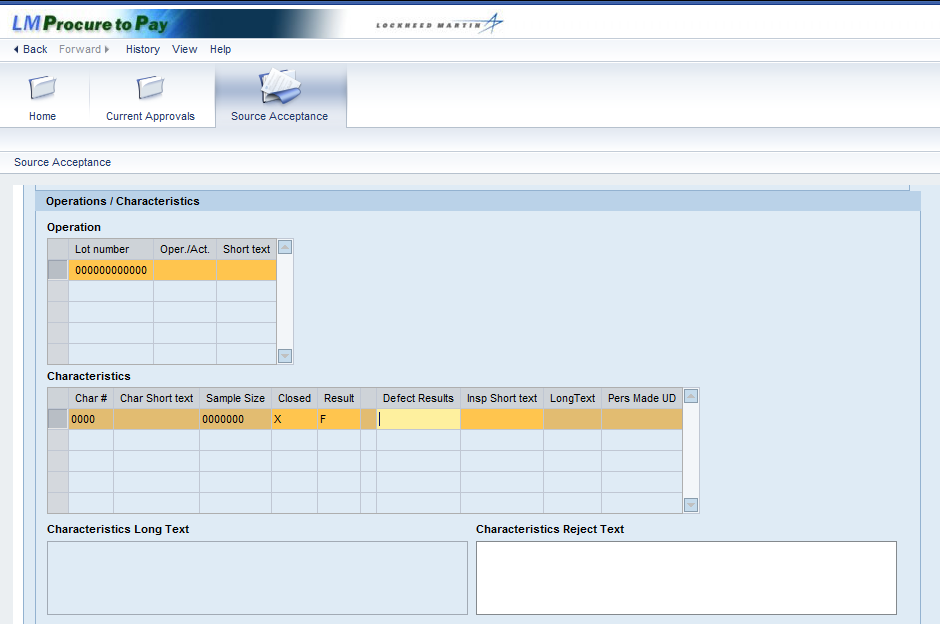 LM Procure to Pay LOCKHEED MARTIN
Back Forward History View Help
Home Current Approvals Source Acceptance
Source Acceptance
Operations / Characteristics
Operation
Lot number Oper./Act. Short text
000000000000
Characteristics
Char # Char Short text Sample Size Closed Result Defect Results Insp Short text LongText Pers Made UD
0000 0000000 X F
Characteristics Long Text Characteristics Reject Text